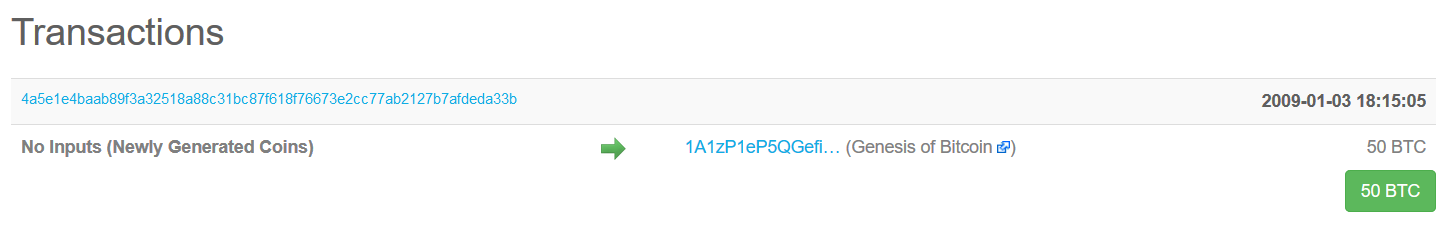 Transactions
4a5e1e4baab89f3a32518a88c31bc87f618f76673e2cc77ab2127b7afdeda33b 2009-01-03 18:15:05
No Inputs (Newly Generated Coins) 1A1zP1eP5QGefi… (Genesis of Bitcoin) 50 BTC
50 BTC